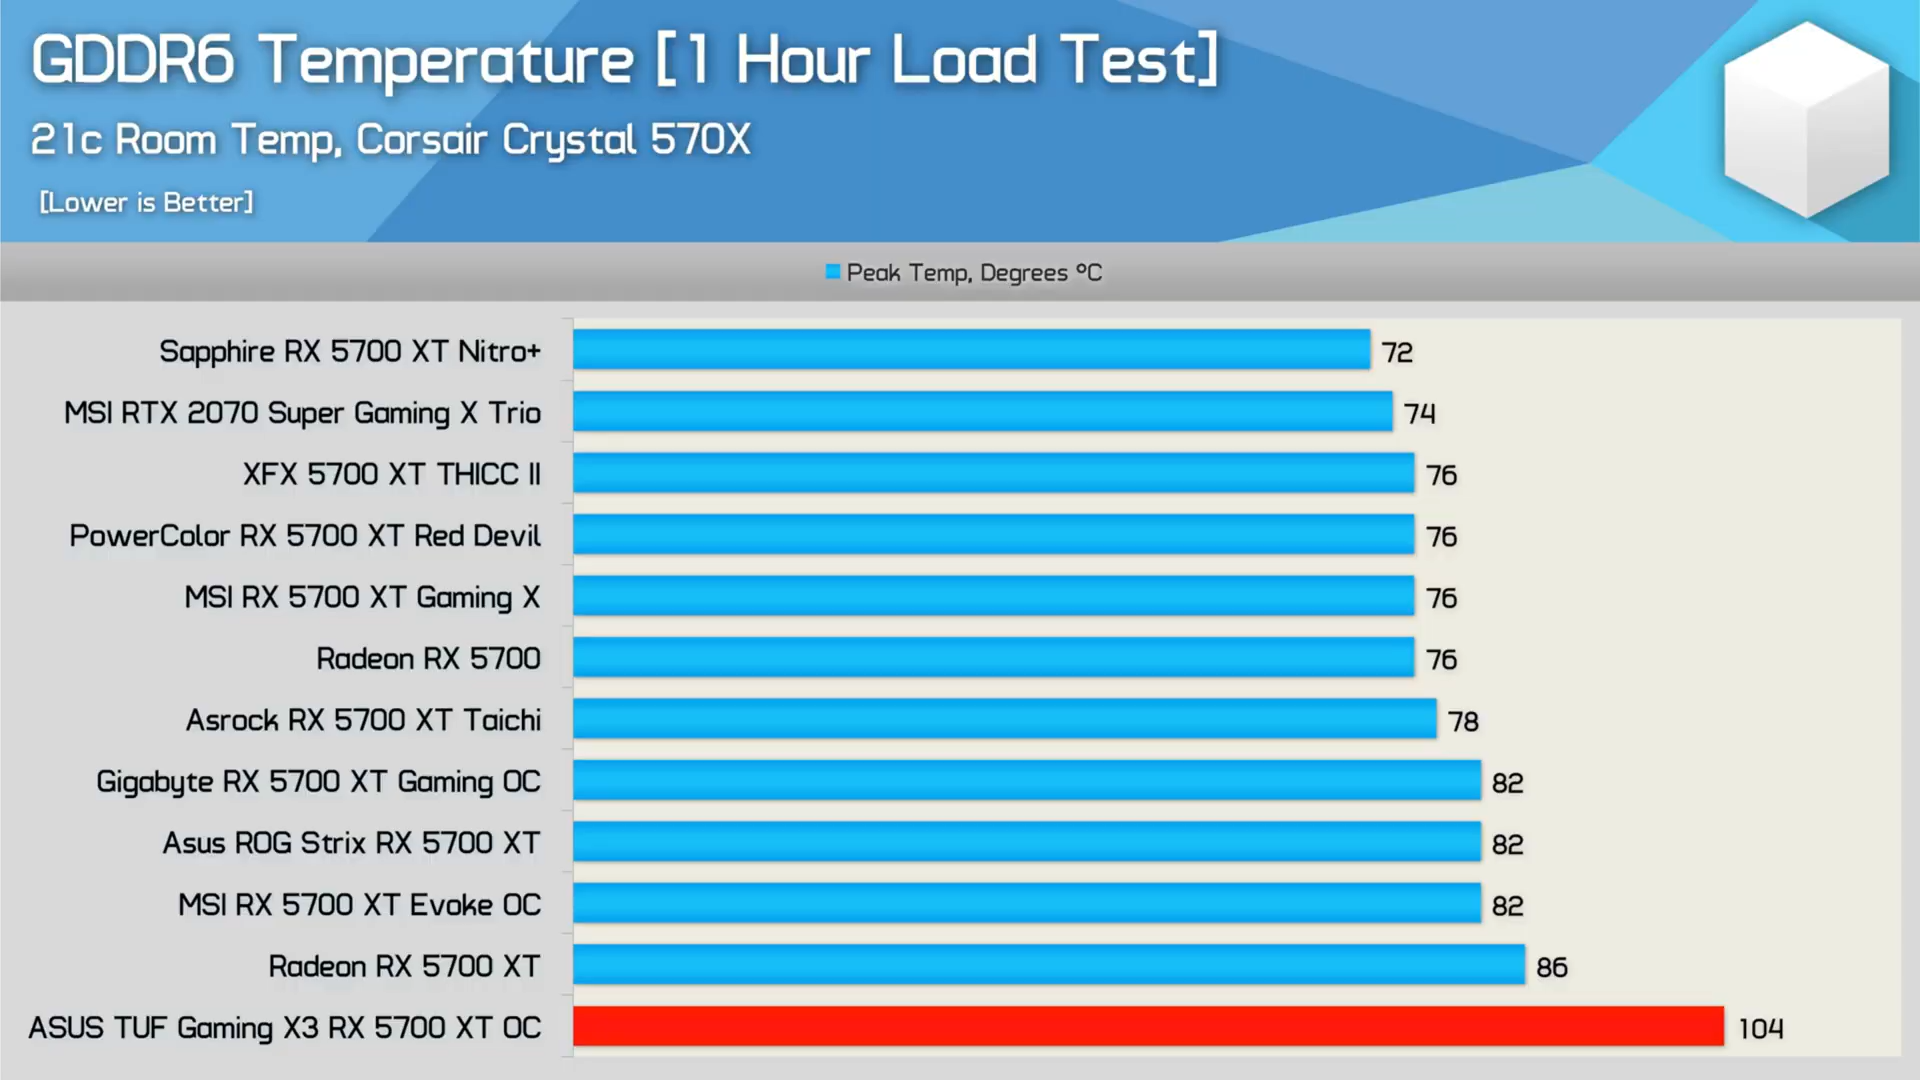 GDDR6 Temperature [1 Hour Load Test]
21c Room Temp, Corsair Crystal 570X
[Lower is Better]
Peak Temp, Degrees ºC
Sapphire RX 5700 XT Nitro+ 72
MSI RTX 2070 Super Gaming X Trio 74
XFX 5700 XT THICC II 76
PowerColor RX 5700 XT Red Devil 76
MSI RX 5700 XT Gaming X 76
Radeon RX 5700 76
Asrock RX 5700 XT Taichi 78
Gigabyte RX 5700 XT Gaming OC 82
Asus ROG Strix RX 5700 XT 82
MSI RX 5700 XT Evoke OC 82
Radeon RX 5700 XT 86
ASUS TUF Gaming X3 RX 5700 XT OC 104